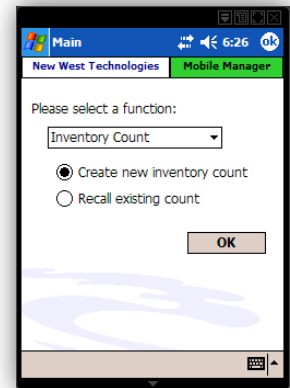 Main 6:26 ok
New West Technologies Mobile Manager
Please select a function:
Inventory Count
Create new inventory count
Recall existing count
OK